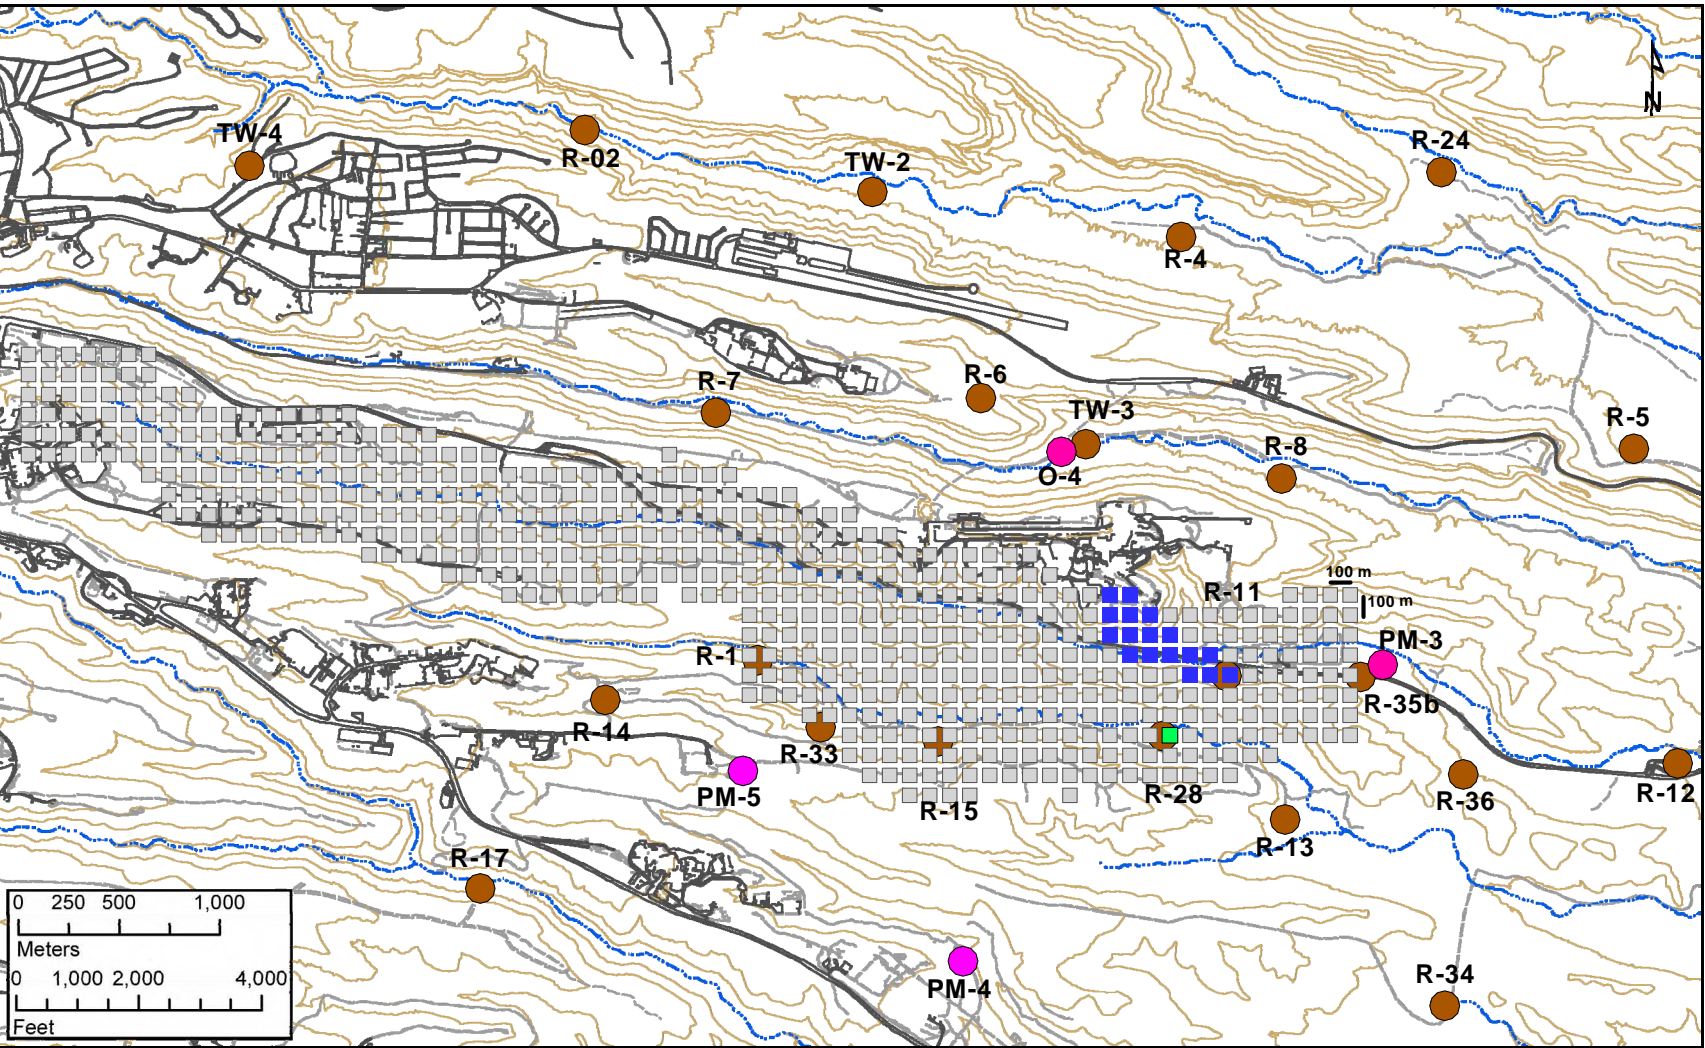 N
TW-4
R-02
TW-2
R-24
R-4
R-7
R-6
TW-3
R-5
R-8
O-4
100 m
R-11
100 m
PM-3
R-1
R-35b
R-14
R-33
PM-5
R-28
R-36
R-12
R-15
R-13
R-17
0 250 500 1,000
Meters
0 1,000 2,000 4,000
Feet
PM-4
R-34